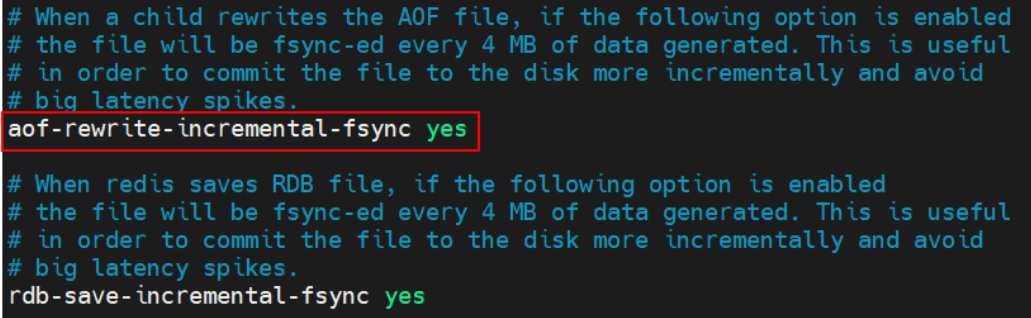 # When a child rewrites the AOF file, if the following option is enabled
# the file will be fsync-ed every 4 MB of data generated. This is useful
# in order to commit the file to the disk more incrementally and avoid
# big latency spikes.
aof-rewrite-incremental-fsync yes
# When redis saves RDB file, if the following option is enabled
# the file will be fsync-ed every 4 MB of data generated. This is useful
# in order to commit the file to the disk more incrementally and avoid
# big latency spikes.
rdb-save-incremental-fsync yes